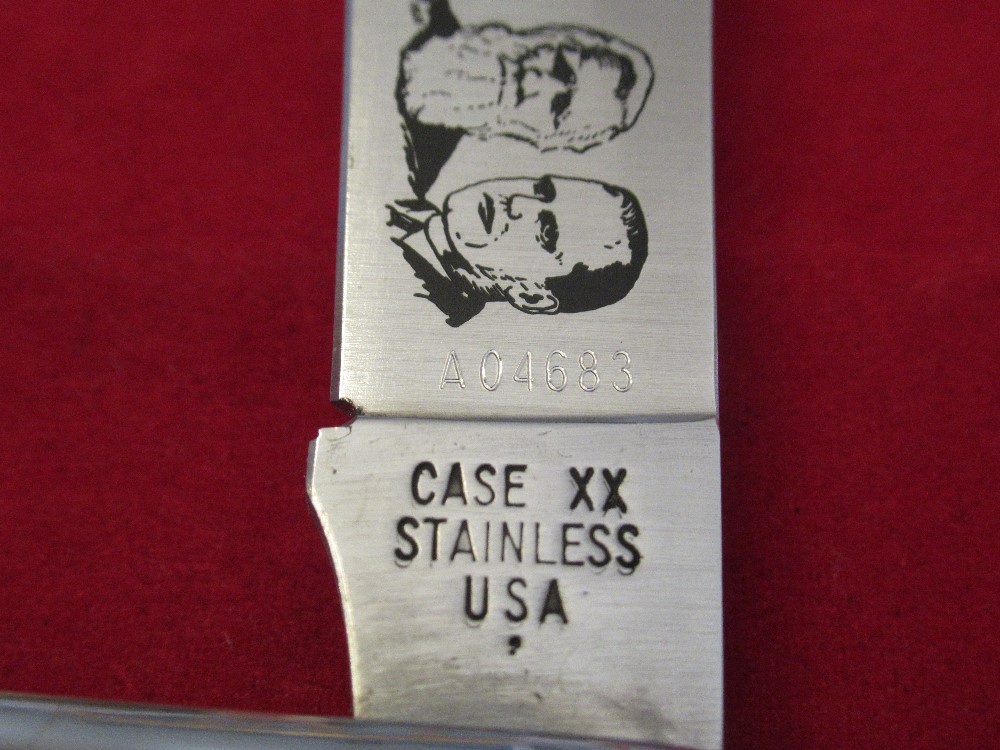 A04683
CASE XX
STAINLESS
USA